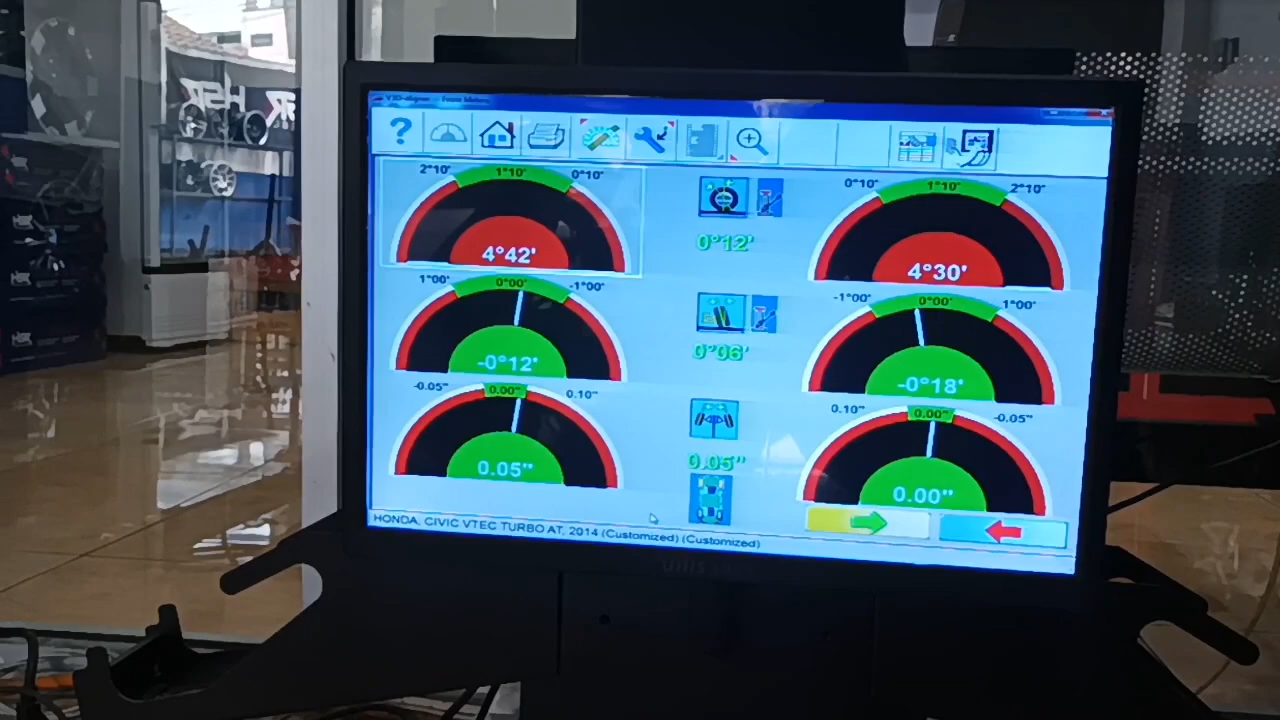 HSR
?
2°10' 1°10' 0°10'
4°42'
0°12'
0°10' 1°10' 2°10'
4°30'
1°00' 0°00' -1°00'
-0°12'
0°06'
-1°00' 0°00' 1°00'
-0°18'
-0.05" 0.00" 0.10"
0.05"
0.05"
0.10" 0.00" -0.05"
0.00"
HONDA, CIVIC VTEC TURBO AT, 2014 (Customized) (Customized)